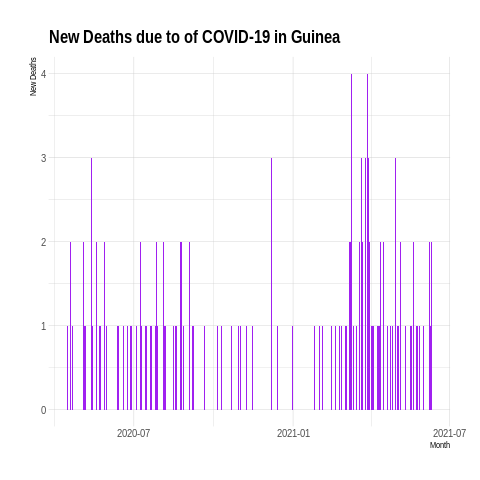 New Deaths due to of COVID-19 in Guinea
New Deaths
4
3
2
1
0
2020-07
2021-01
2021-07
Month